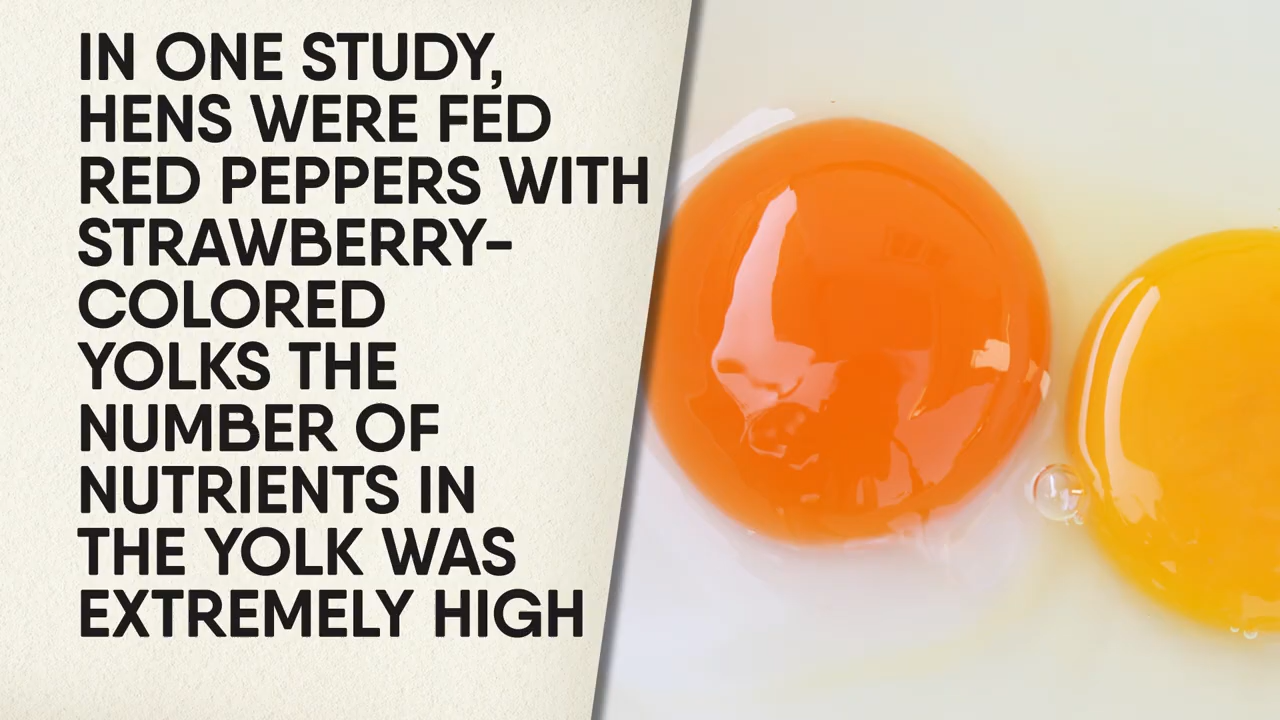 IN ONE STUDY,
HENS WERE FED
RED PEPPERS WITH
STRAWBERRY-
COLORED
YOLKS THE
NUMBER OF
NUTRIENTS IN
THE YOLK WAS
EXTREMELY HIGH